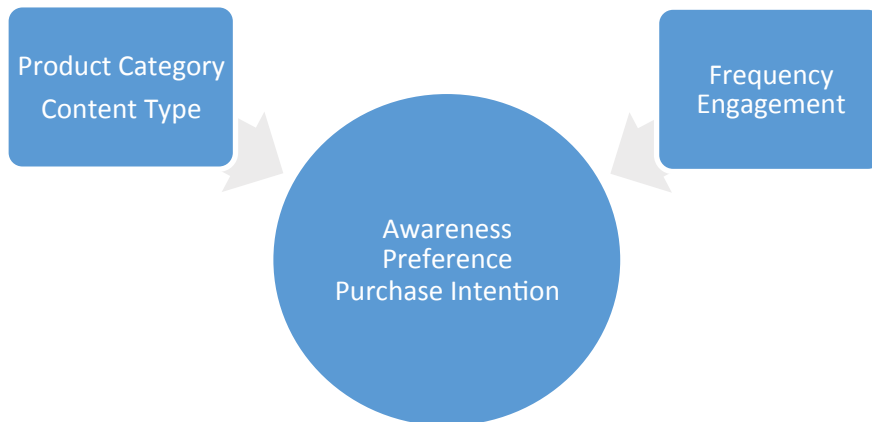 Product Category
Content Type
Frequency
Engagement
Awareness
Preference
Purchase Intention